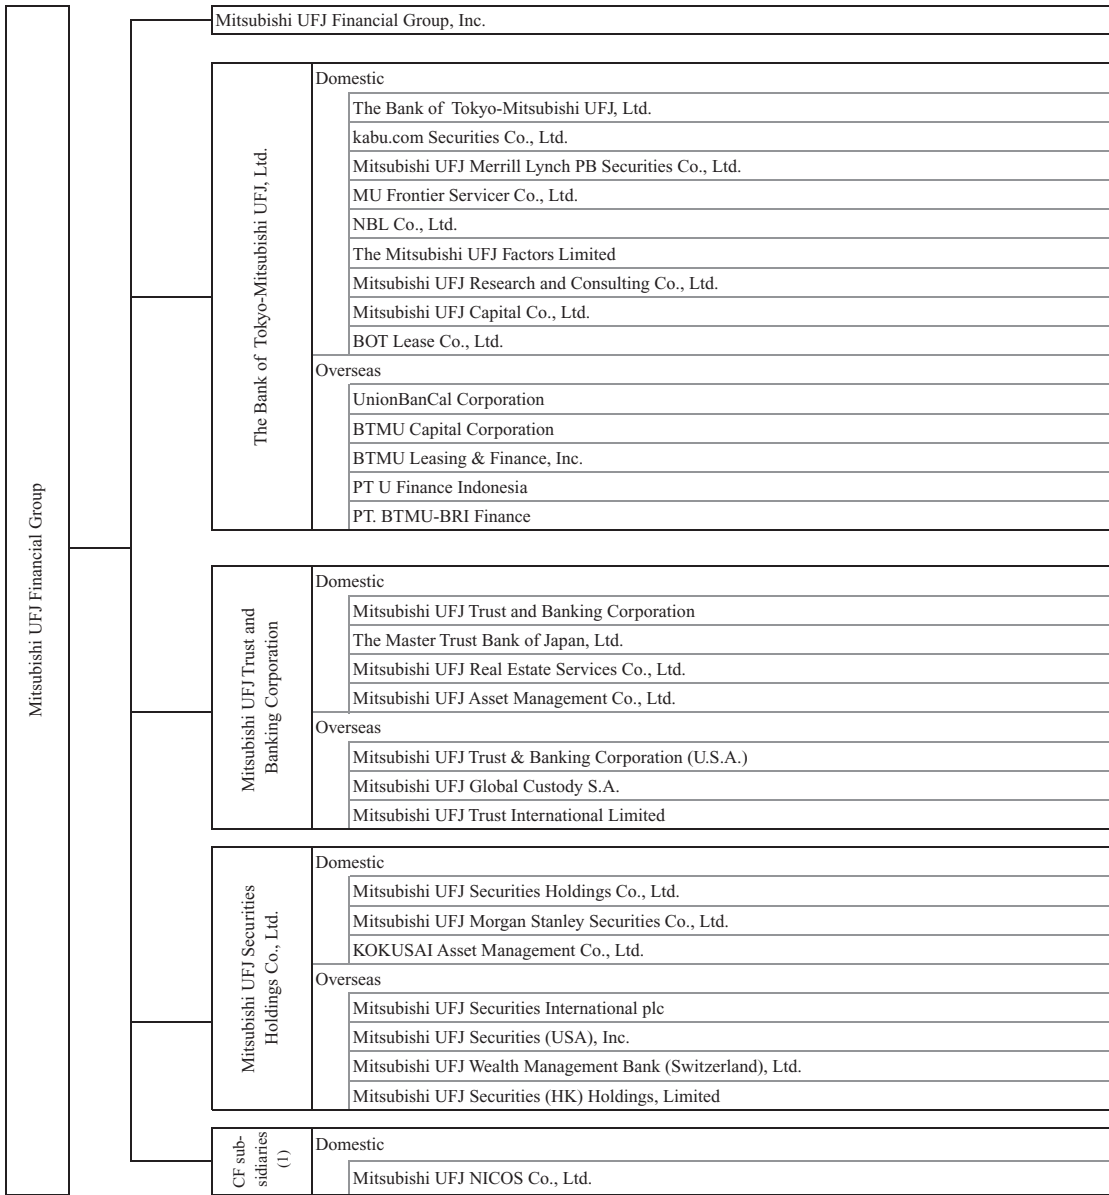 Mitsubishi UFJ Financial Group
Mitsubishi UFJ Financial Group, Inc.
The Bank of Tokyo-Mitsubishi UFJ, Ltd.
Domestic
The Bank of Tokyo-Mitsubishi UFJ, Ltd.
kabu.com Securities Co., Ltd.
Mitsubishi UFJ Merrill Lynch PB Securities Co., Ltd.
MU Frontier Servicer Co., Ltd.
NBL Co., Ltd.
The Mitsubishi UFJ Factors Limited
Mitsubishi UFJ Research and Consulting Co., Ltd.
Mitsubishi UFJ Capital Co., Ltd.
BOT Lease Co., Ltd.
Overseas
UnionBanCal Corporation
BTMU Capital Corporation
BTMU Leasing & Finance, Inc.
PT U Finance Indonesia
PT. BTMU-BRI Finance
Mitsubishi UFJ Trust and
Banking Corporation
Domestic
Mitsubishi UFJ Trust and Banking Corporation
The Master Trust Bank of Japan, Ltd.
Mitsubishi UFJ Real Estate Services Co., Ltd.
Mitsubishi UFJ Asset Management Co., Ltd.
Overseas
Mitsubishi UFJ Trust & Banking Corporation (U.S.A.)
Mitsubishi UFJ Global Custody S.A.
Mitsubishi UFJ Trust International Limited
Mitsubishi UFJ Securities
Holdings Co., Ltd.
Domestic
Mitsubishi UFJ Securities Holdings Co., Ltd.
Mitsubishi UFJ Morgan Stanley Securities Co., Ltd.
KOKUSAI Asset Management Co., Ltd.
Overseas
Mitsubishi UFJ Securities International plc
Mitsubishi UFJ Securities (USA), Inc.
Mitsubishi UFJ Wealth Management Bank (Switzerland), Ltd.
Mitsubishi UFJ Securities (HK) Holdings, Limited
CF sub-
sidiaries
(1)
Domestic
Mitsubishi UFJ NICOS Co., Ltd.